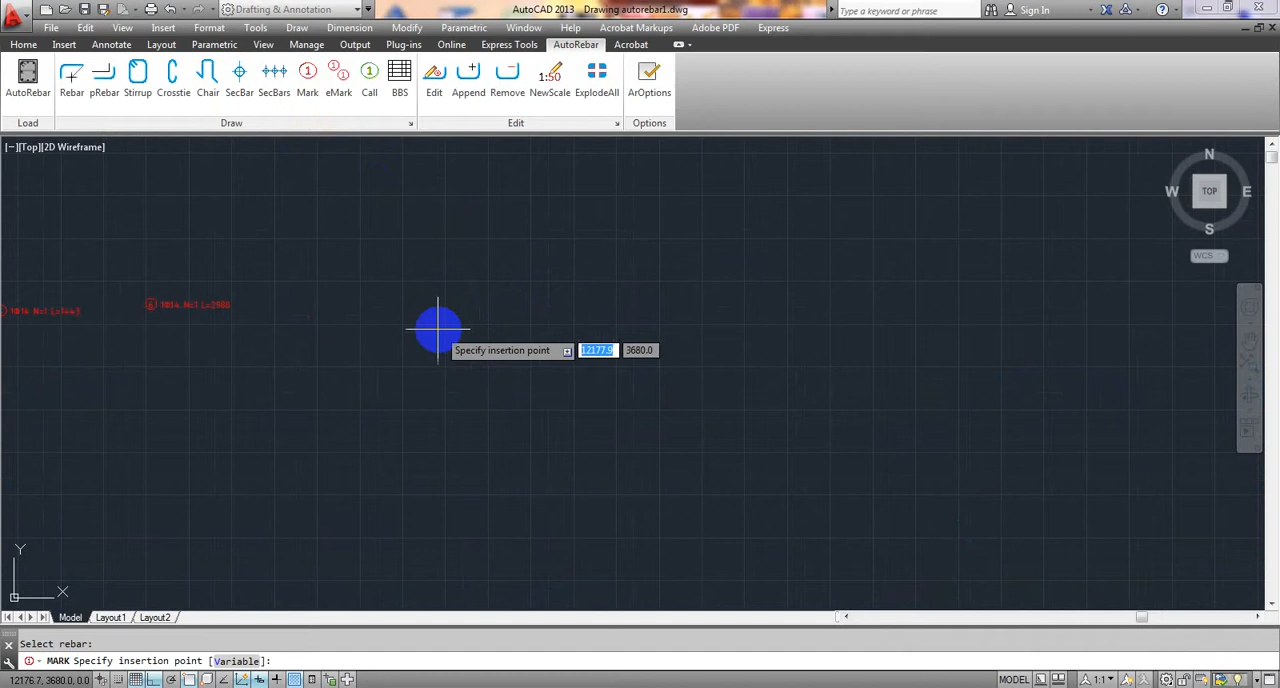 Drafting & Annotation AutoCAD 2013 Drawing autorebar1.dwg Type a keyword or phrase Sign In
File Edit View Insert Format Tools Draw Dimension Modify Parametric Window Help Acrobat Markups Adobe PDF Express
Home Insert Annotate Layout Parametric View Manage Output Plug-ins Online Express Tools AutoRebar Acrobat
1:50
AutoRebar Rebar pRebar Stirrup Crosstie Chair SecBar SecBars Mark eMark Call BBS Edit Append Remove NewScale ExplodeAll ArOptions
Load Draw Edit Options
[−][Top][2D Wireframe]
N
W TOP E
S
WCS
6
Specify insertion point 12177.9 3680.0
Y
X
Model Layout1 Layout2
Select rebar:
MARK Specify insertion point [Variable]:
12176.7, 3680.0, 0.0 MODEL 1:1